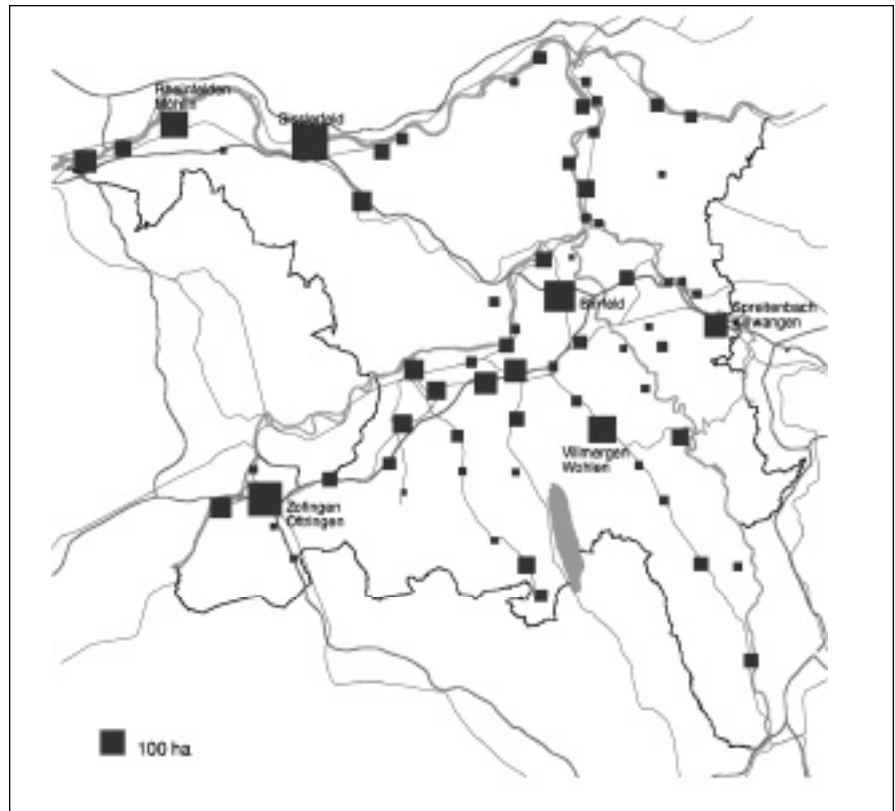 Rheinfelden
Möhlin
Sisslerfeld
Birrfeld
Spreitenbach
Killwangen
Villmergen
Wohlen
Zofingen
Oftringen
100 ha